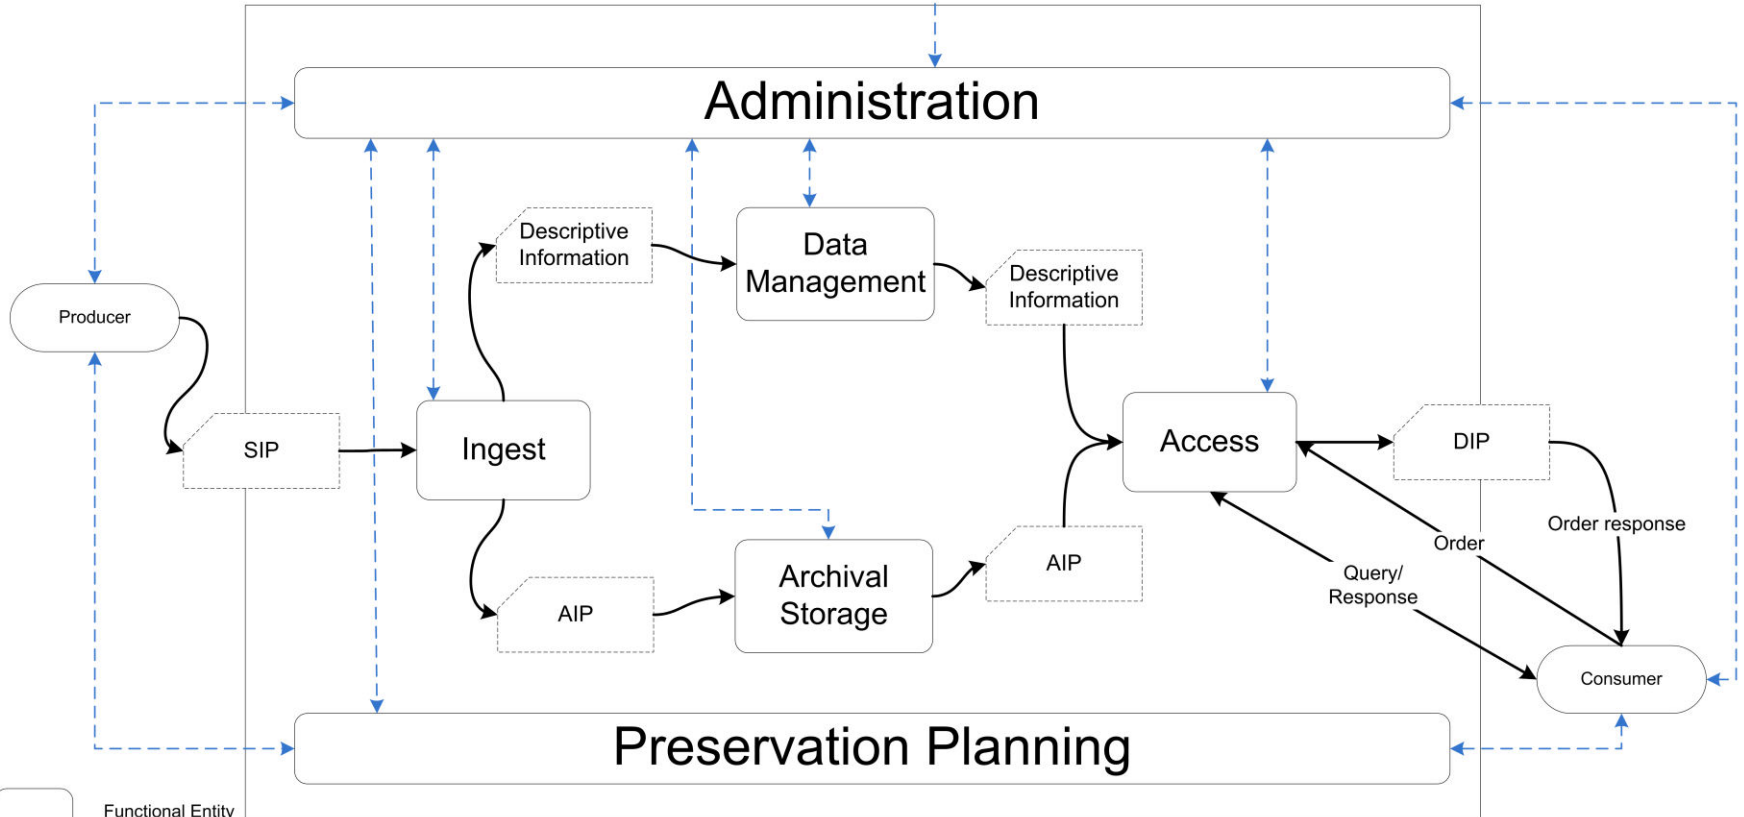 Administration
Descriptive
Information
Data
Management
Descriptive
Information
Producer
SIP
Ingest
Access
DIP
Order response
Order
Query/
Response
AIP
Archival
Storage
AIP
Consumer
Preservation Planning
Functional Entity